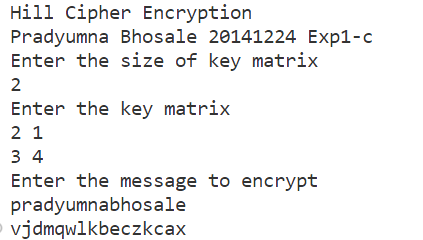 Hill Cipher Encryption
Pradyumna Bhosale 20141224 Exp1-c
Enter the size of key matrix
2
Enter the key matrix
2 1
3 4
Enter the message to encrypt
pradyumnabhosale
vjdmqwlkbeczkcax